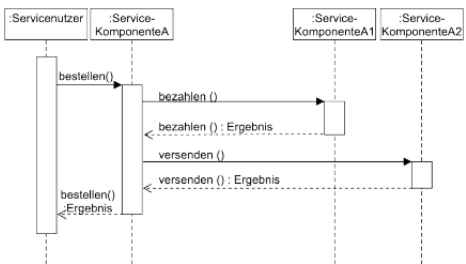 :Servicenutzer
:Service-
KomponenteA
:Service-
KomponenteA1
:Service-
KomponenteA2
bestellen()
bezahlen ()
bezahlen () : Ergebnis
versenden ()
versenden () : Ergebnis
bestellen()
:Ergebnis